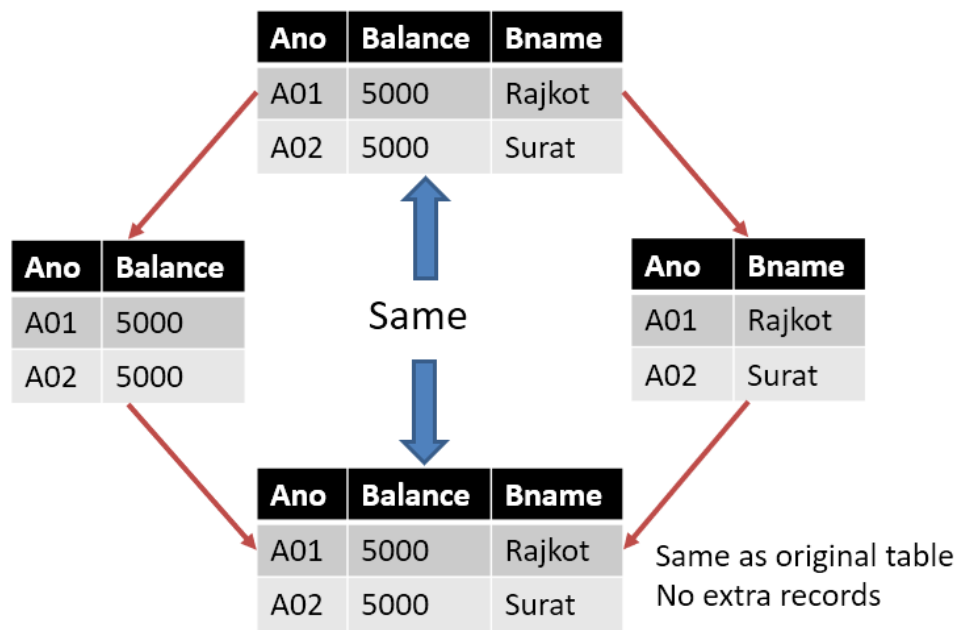 Ano Balance Bname
A01 5000 Rajkot
A02 5000 Surat
Ano Balance
A01 5000
A02 5000
Same
Ano Bname
A01 Rajkot
A02 Surat
Ano Balance Bname
A01 5000 Rajkot
A02 5000 Surat
Same as original table
No extra records